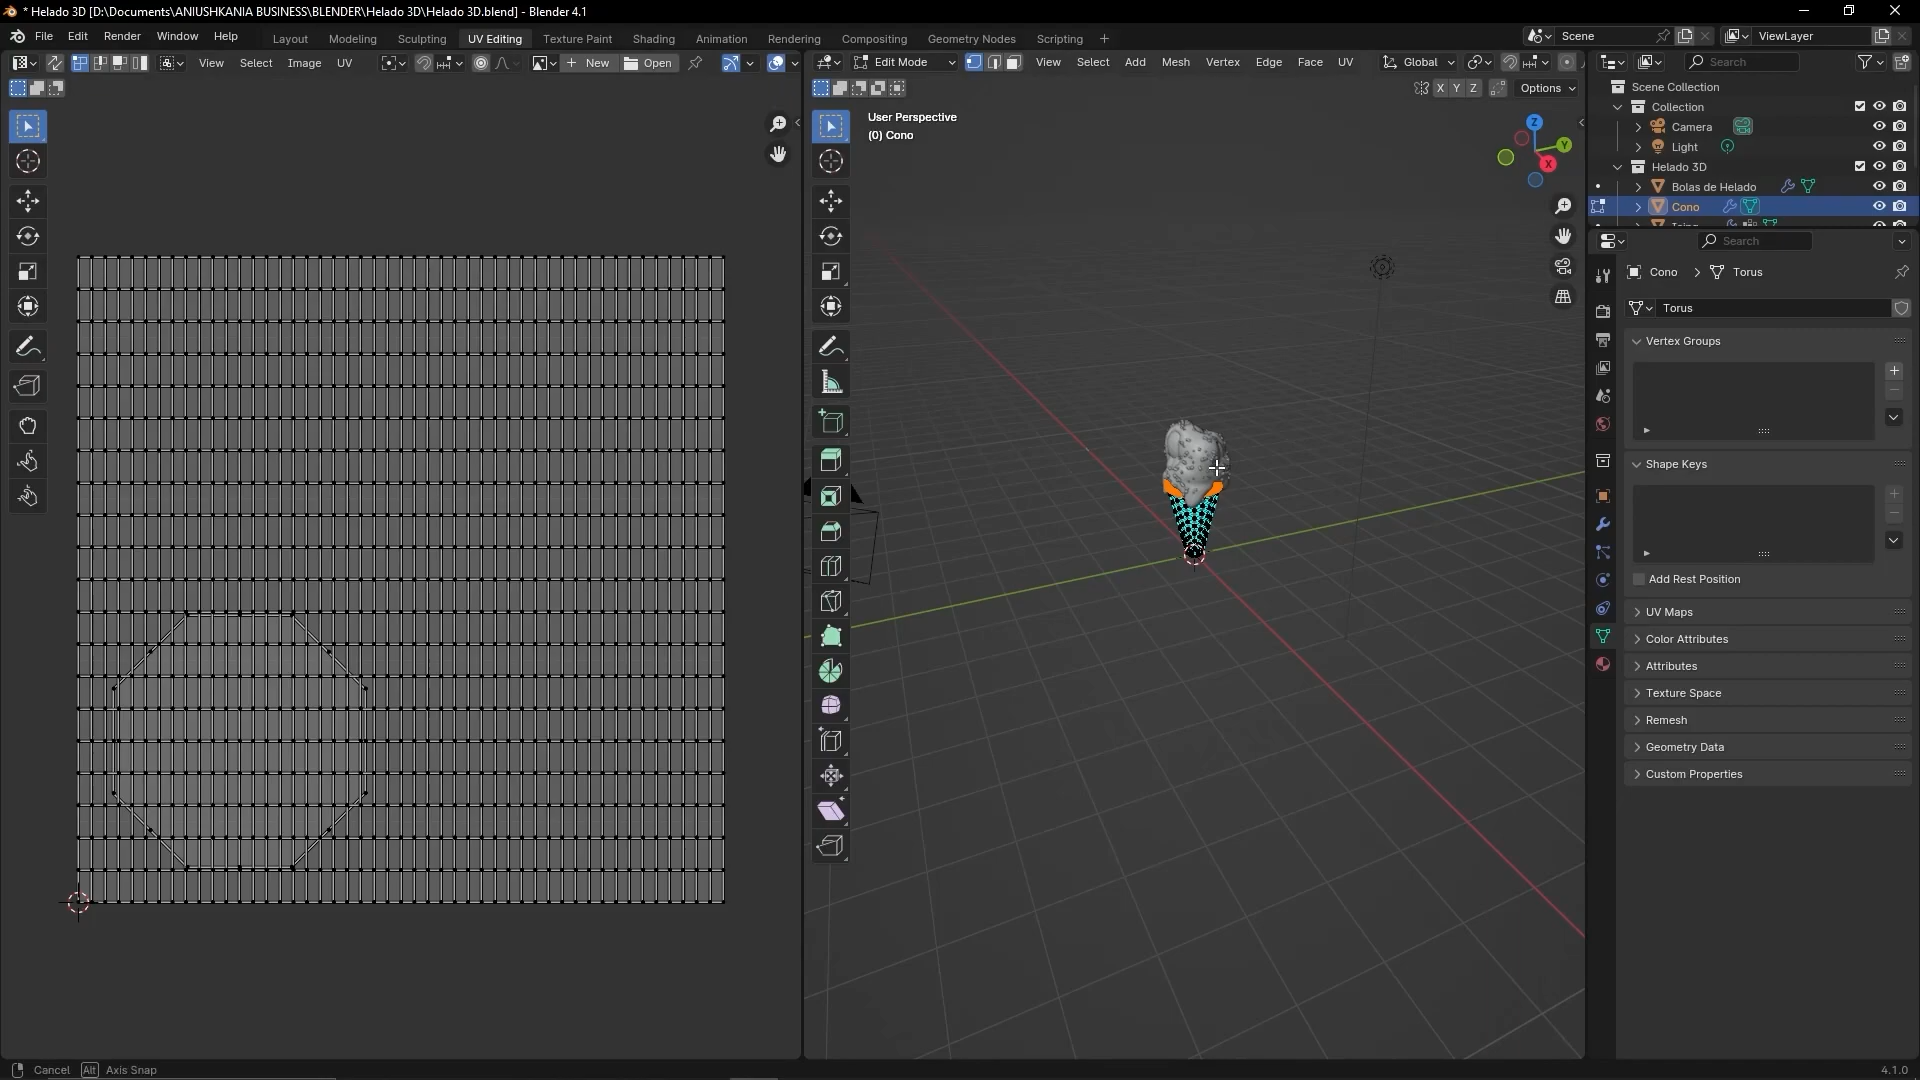 * Helado 3D [D:\Documents\ANIUSHKANIA BUSINESS\BLENDER\Helado 3D\Helado 3D.blend] - Blender 4.1
File Edit Render Window Help Layout Modeling Sculpting UV Editing Texture Paint Shading Animation Rendering Compositing Geometry Nodes Scripting + Scene ViewLayer
View Select Image UV New Open Edit Mode View Select Add Mesh Vertex Edge Face UV Global Search
X Y Z Options
User Perspective
(0) Cono
Z
Y
X
Scene Collection
Collection
Camera
Light
Helado 3D
Bolas de Helado
Cono
Search
Cono Torus
Torus
Vertex Groups
Shape Keys
Add Rest Position
UV Maps
Color Attributes
Attributes
Texture Space
Remesh
Geometry Data
Custom Properties
Cancel Alt Axis Snap
4.1.0